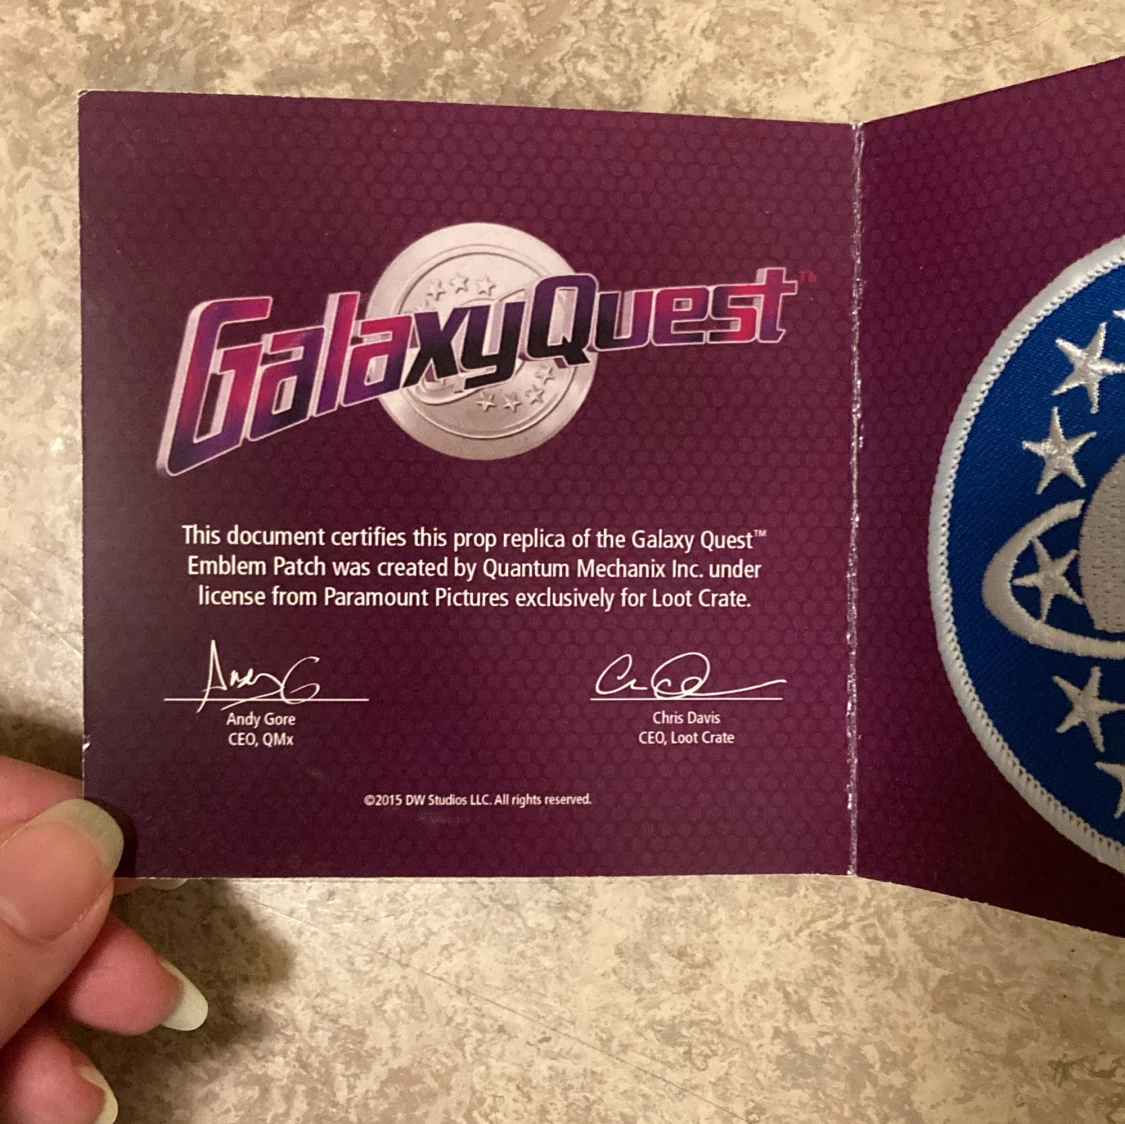 GalaxyQuest™
This document certifies this prop replica of the Galaxy Quest™
Emblem Patch was created by Quantum Mechanix Inc. under
license from Paramount Pictures exclusively for Loot Crate.
Andy G
Andy Gore
CEO, QMx
Chris Davis
CEO, Loot Crate
©2015 DW Studios LLC. All rights reserved.